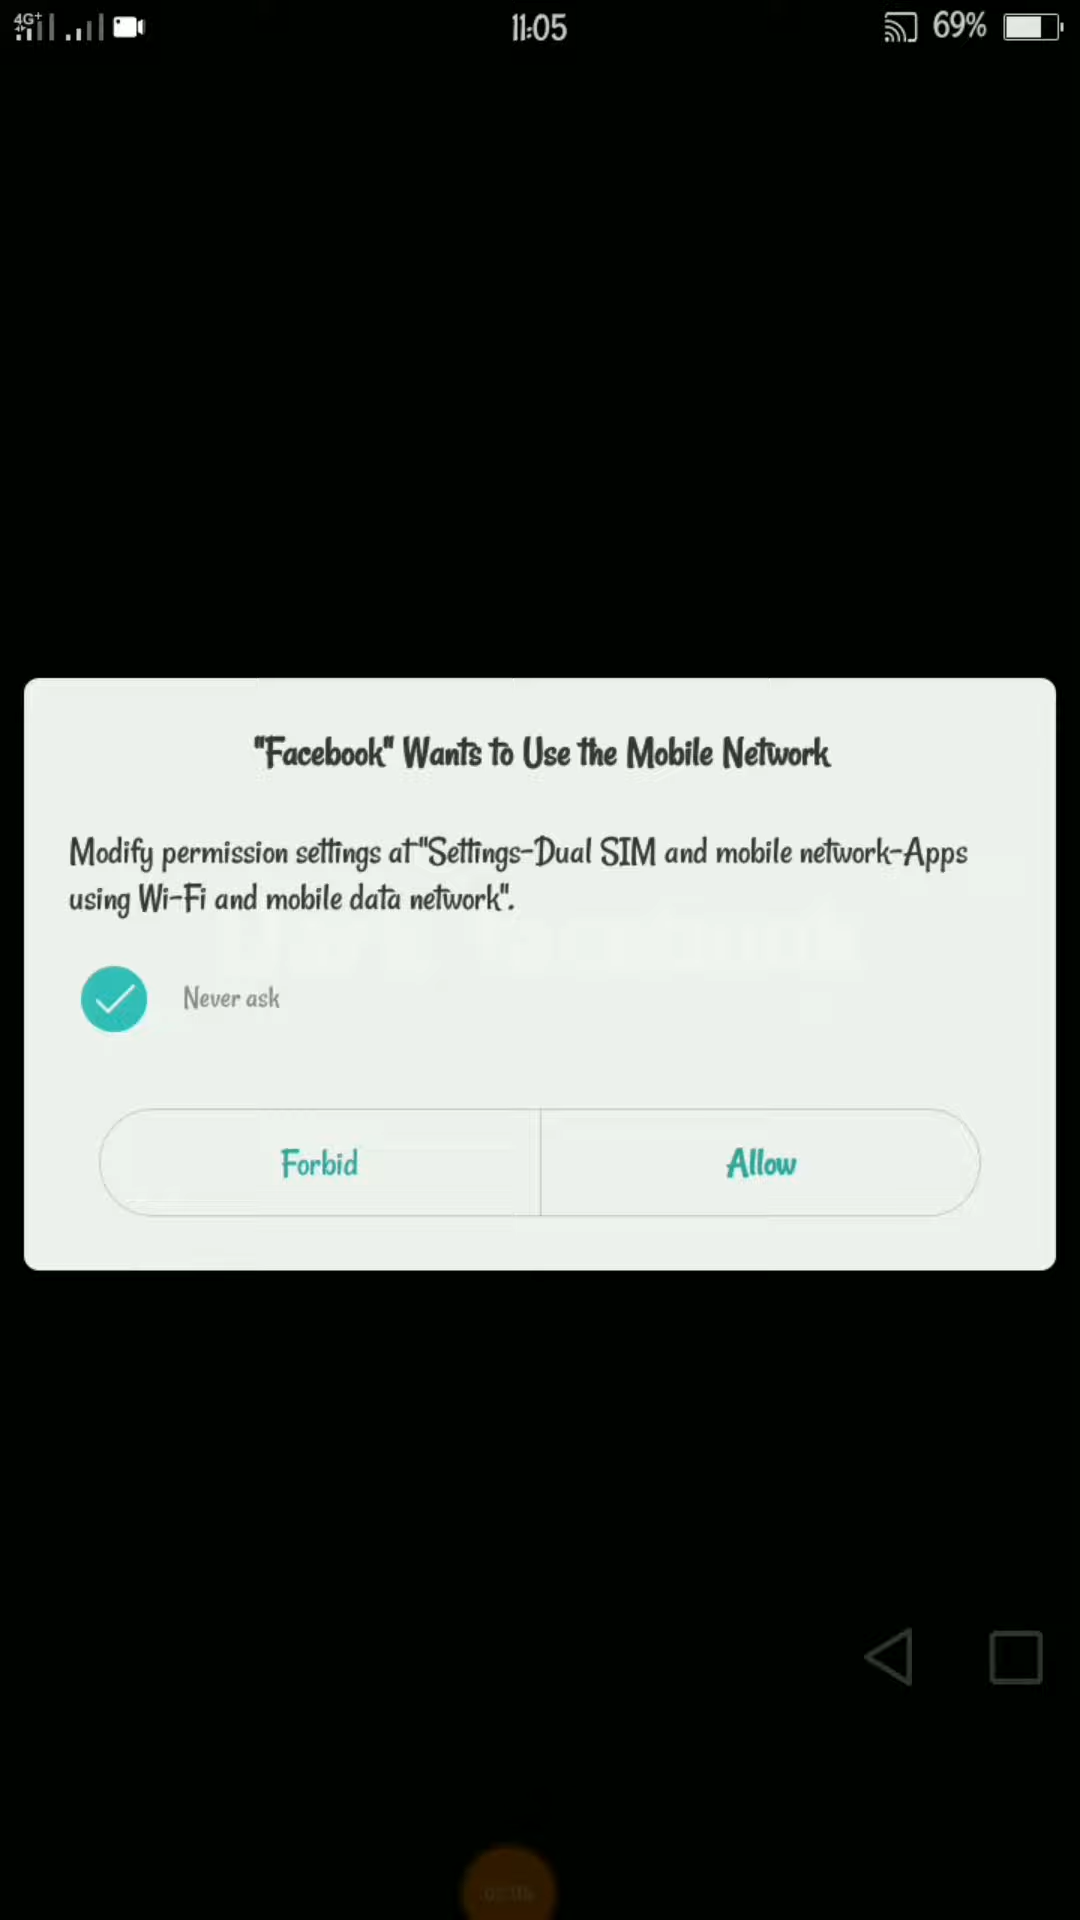 4G+ 11:05 69%
"Facebook" Wants to Use the Mobile Network
Modify permission settings at "Settings-Dual SIM and mobile network-Apps
using Wi-Fi and mobile data network".
Never ask
Forbid Allow